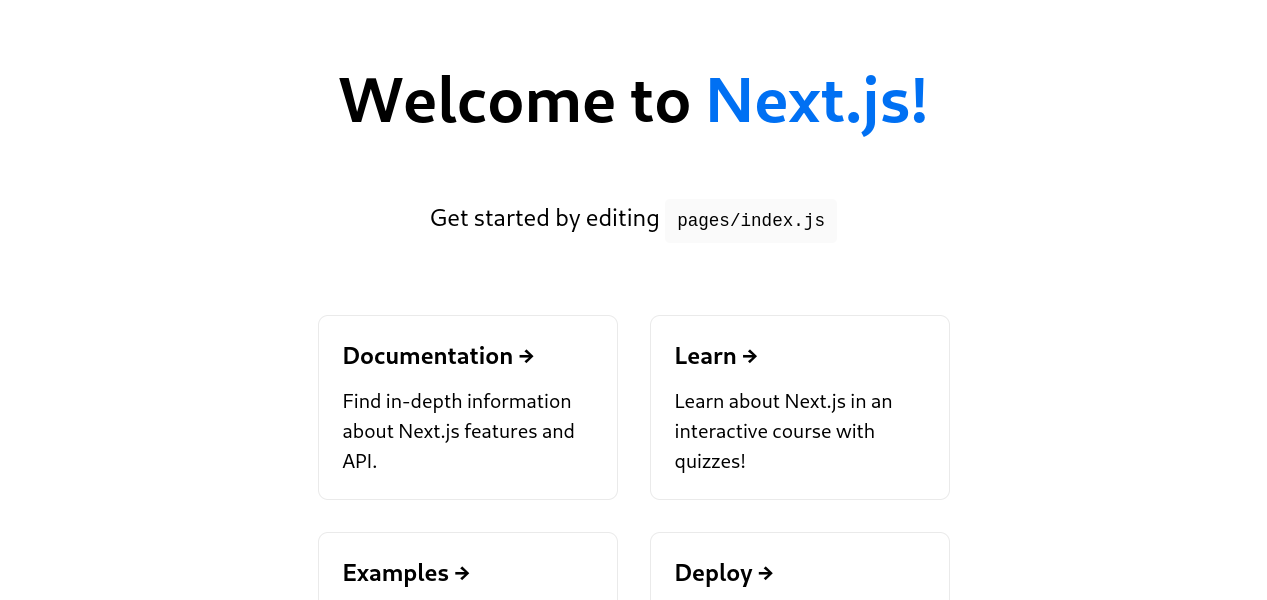 Welcome to Next.js!
Get started by editing pages/index.js
Documentation →
Find in-depth information
about Next.js features and
API.
Learn →
Learn about Next.js in an
interactive course with
quizzes!
Examples →
Deploy →